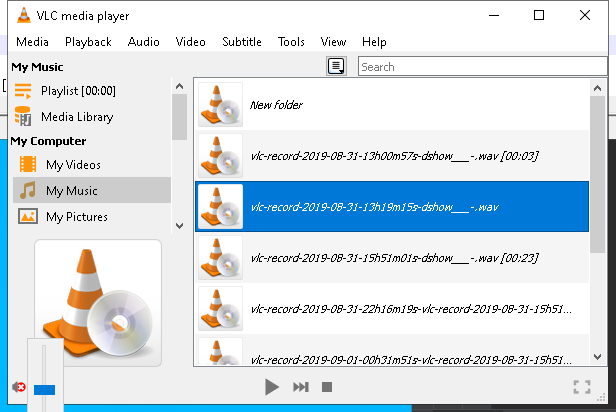 VLC media player
Media Playback Audio Video Subtitle Tools View Help
My Music
Search
Playlist [00:00]
Media Library
My Computer
My Videos
My Music
My Pictures
New folder
vlc-record-2019-08-31-13h00m57s-dshow___-.wav [00:03]
vlc-record-2019-08-31-13h19m15s-dshow___-.wav
vlc-record-2019-08-31-15h51m01s-dshow___-.wav [00:23]
vlc-record-2019-08-31-22h16m19s-vlc-record-2019-08-31-15h51...
vlc-record-2019-09-01-00h31m51s-vlc-record-2019-08-31-15h51...